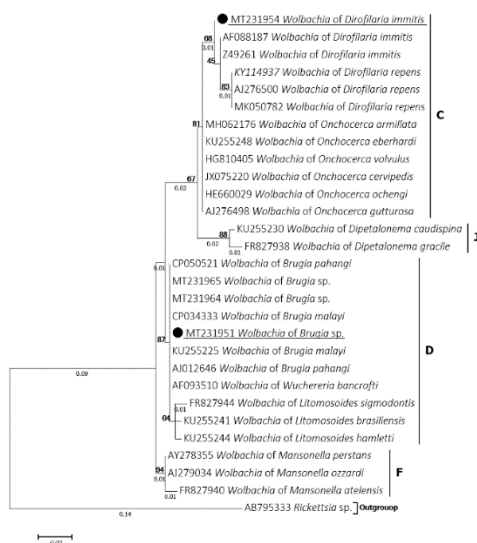 MT231954 Wolbachia of Dirofilaria immitis
68
0.01
AF088187 Wolbachia of Dirofilaria immitis
Z49261 Wolbachia of Dirofilaria immitis
45
KY114937 Wolbachia of Dirofilaria repens
83
0.01
AJ276500 Wolbachia of Dirofilaria repens
MK050782 Wolbachia of Dirofilaria repens
C
81
MH062176 Wolbachia of Onchocerca armillata
KU255248 Wolbachia of Onchocerca eberhardi
HG810405 Wolbachia of Onchocerca volvulus
67
0.02
JX075220 Wolbachia of Onchocerca cervipedis
HE660029 Wolbachia of Onchocerca ochengi
AJ276498 Wolbachia of Onchocerca gutturosa
88
KU255230 Wolbachia of Dipetalonema caudispina
J
0.02
0.01
FR827938 Wolbachia of Dipetalonema gracile
0.01
CP050521 Wolbachia of Brugia pahangi
MT231965 Wolbachia of Brugia sp.
MT231964 Wolbachia of Brugia sp.
CP034333 Wolbachia of Brugia malayi
87
MT231951 Wolbachia of Brugia sp.
D
KU255225 Wolbachia of Brugia malayi
0.09
AJ012646 Wolbachia of Brugia pahangi
AF093510 Wolbachia of Wuchereria bancrofti
FR827944 Wolbachia of Litomosoides sigmodontis
0.01
64
KU255241 Wolbachia of Litomosoides brasiliensis
KU255244 Wolbachia of Litomosoides hamletti
AY278355 Wolbachia of Mansonella perstans
94
0.01
AJ279034 Wolbachia of Mansonella ozzardi
F
FR827940 Wolbachia of Mansonella atelensis
0.01
AB795333 Rickettsia sp.
Outgrouop
0.14